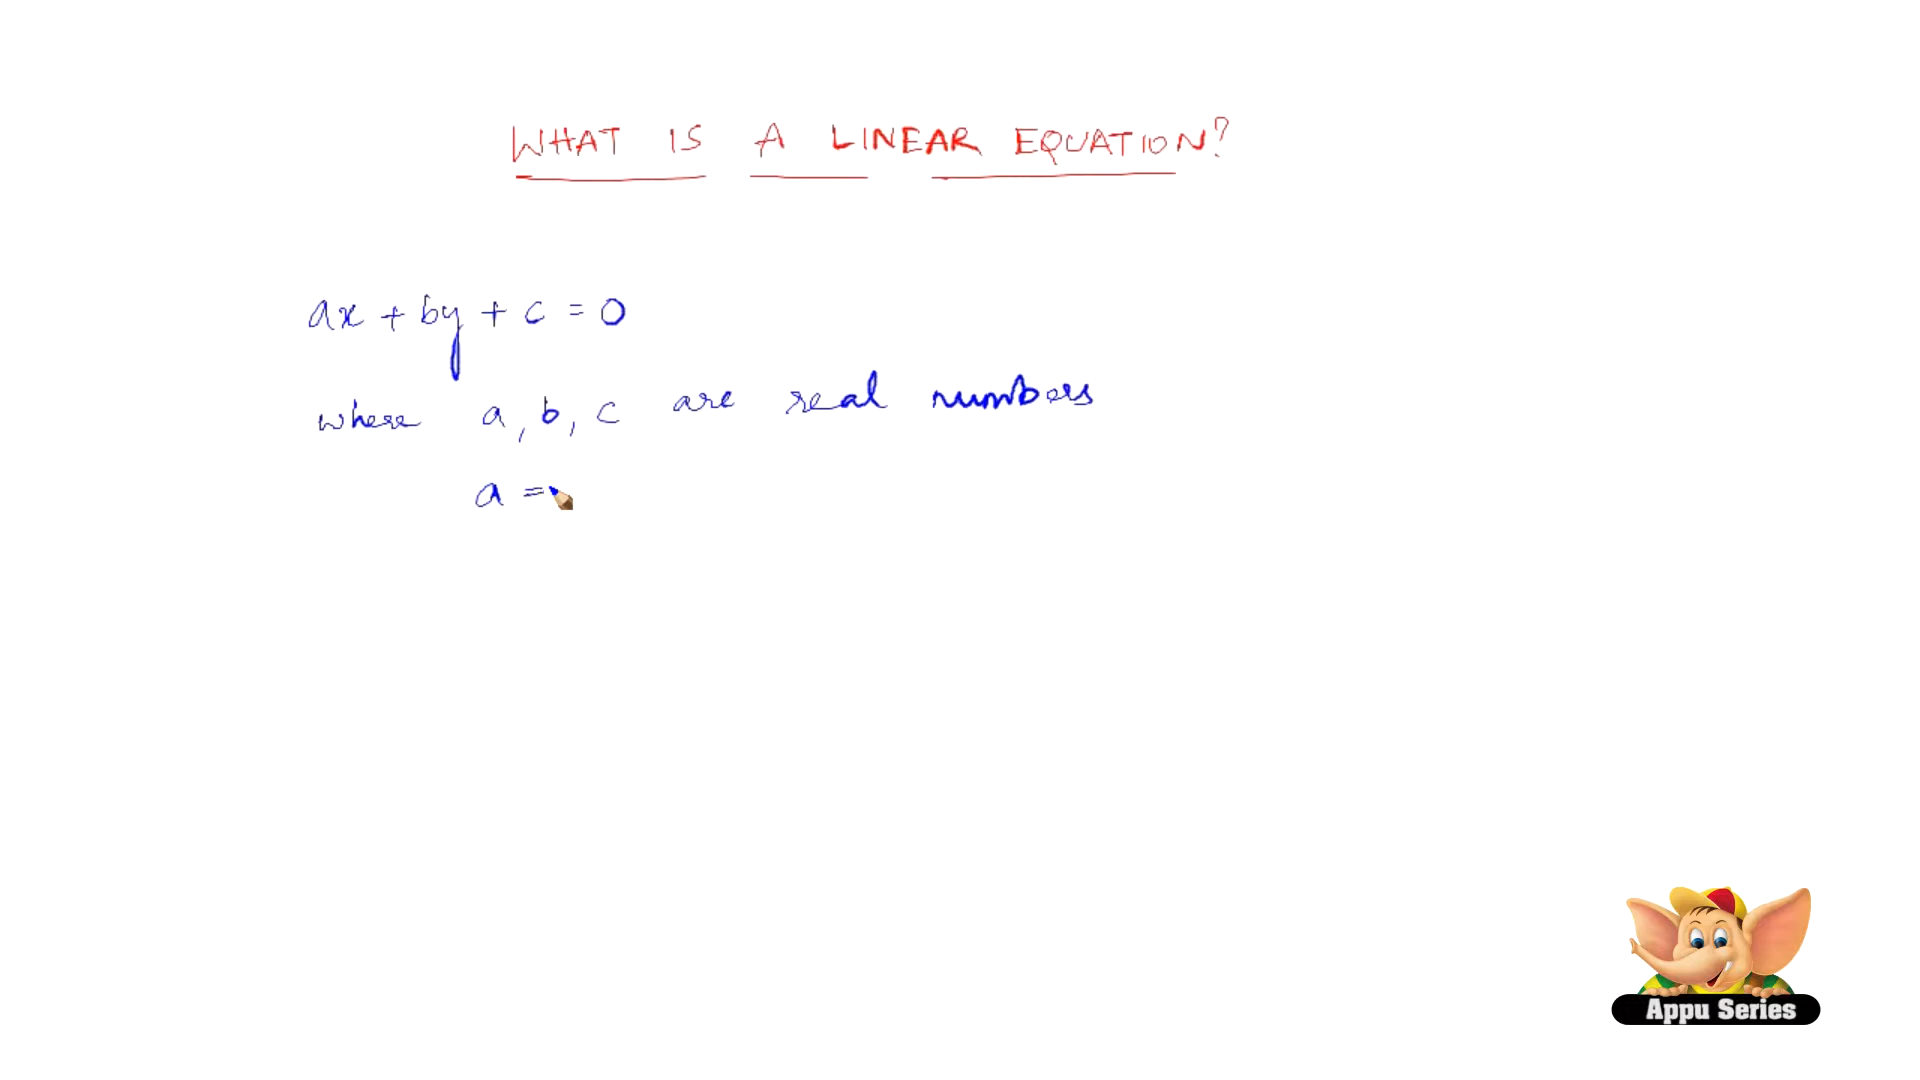 WHAT IS A LINEAR EQUATION?
ax + by + c = 0
where a, b, c are real numbers
a =
Appu Series